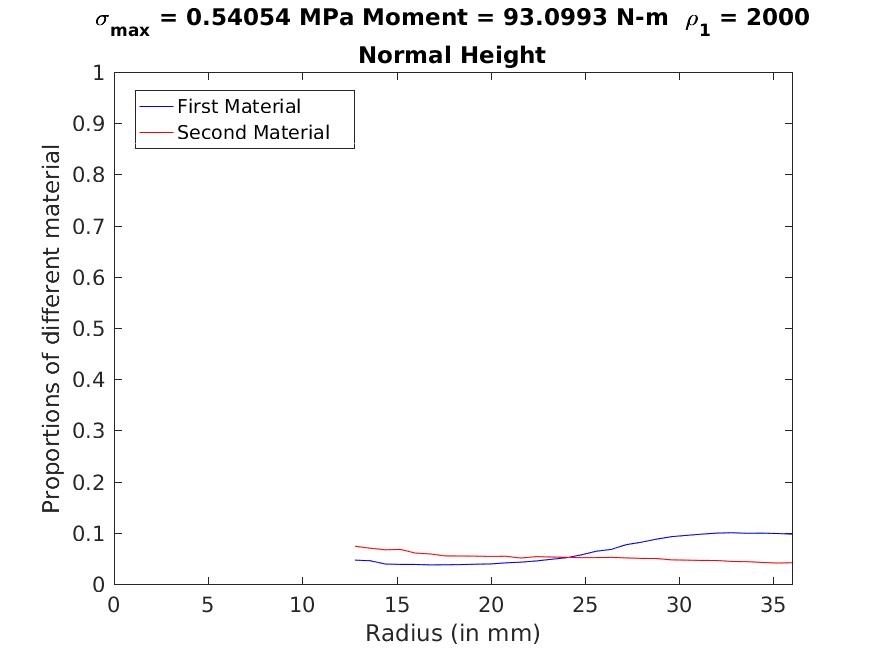 σmax = 0.54054 MPa Moment = 93.0993 N-m ρ1 = 2000
Normal Height
First Material
Second Material
Proportions of different material
1
0.9
0.8
0.7
0.6
0.5
0.4
0.3
0.2
0.1
0
0 5 10 15 20 25 30 35
Radius (in mm)